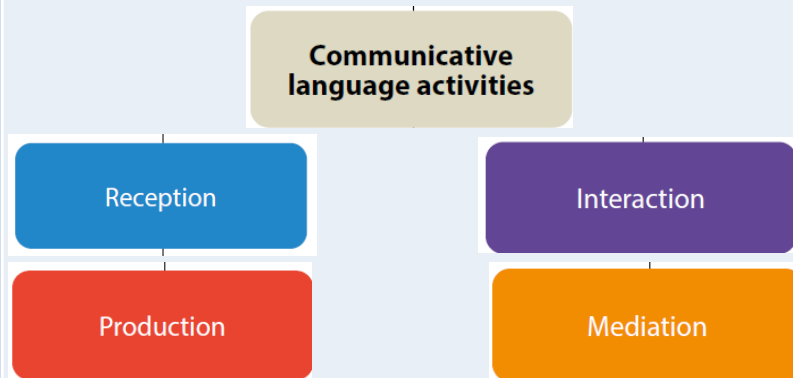 Communicative
language activities
Reception
Interaction
Production
Mediation